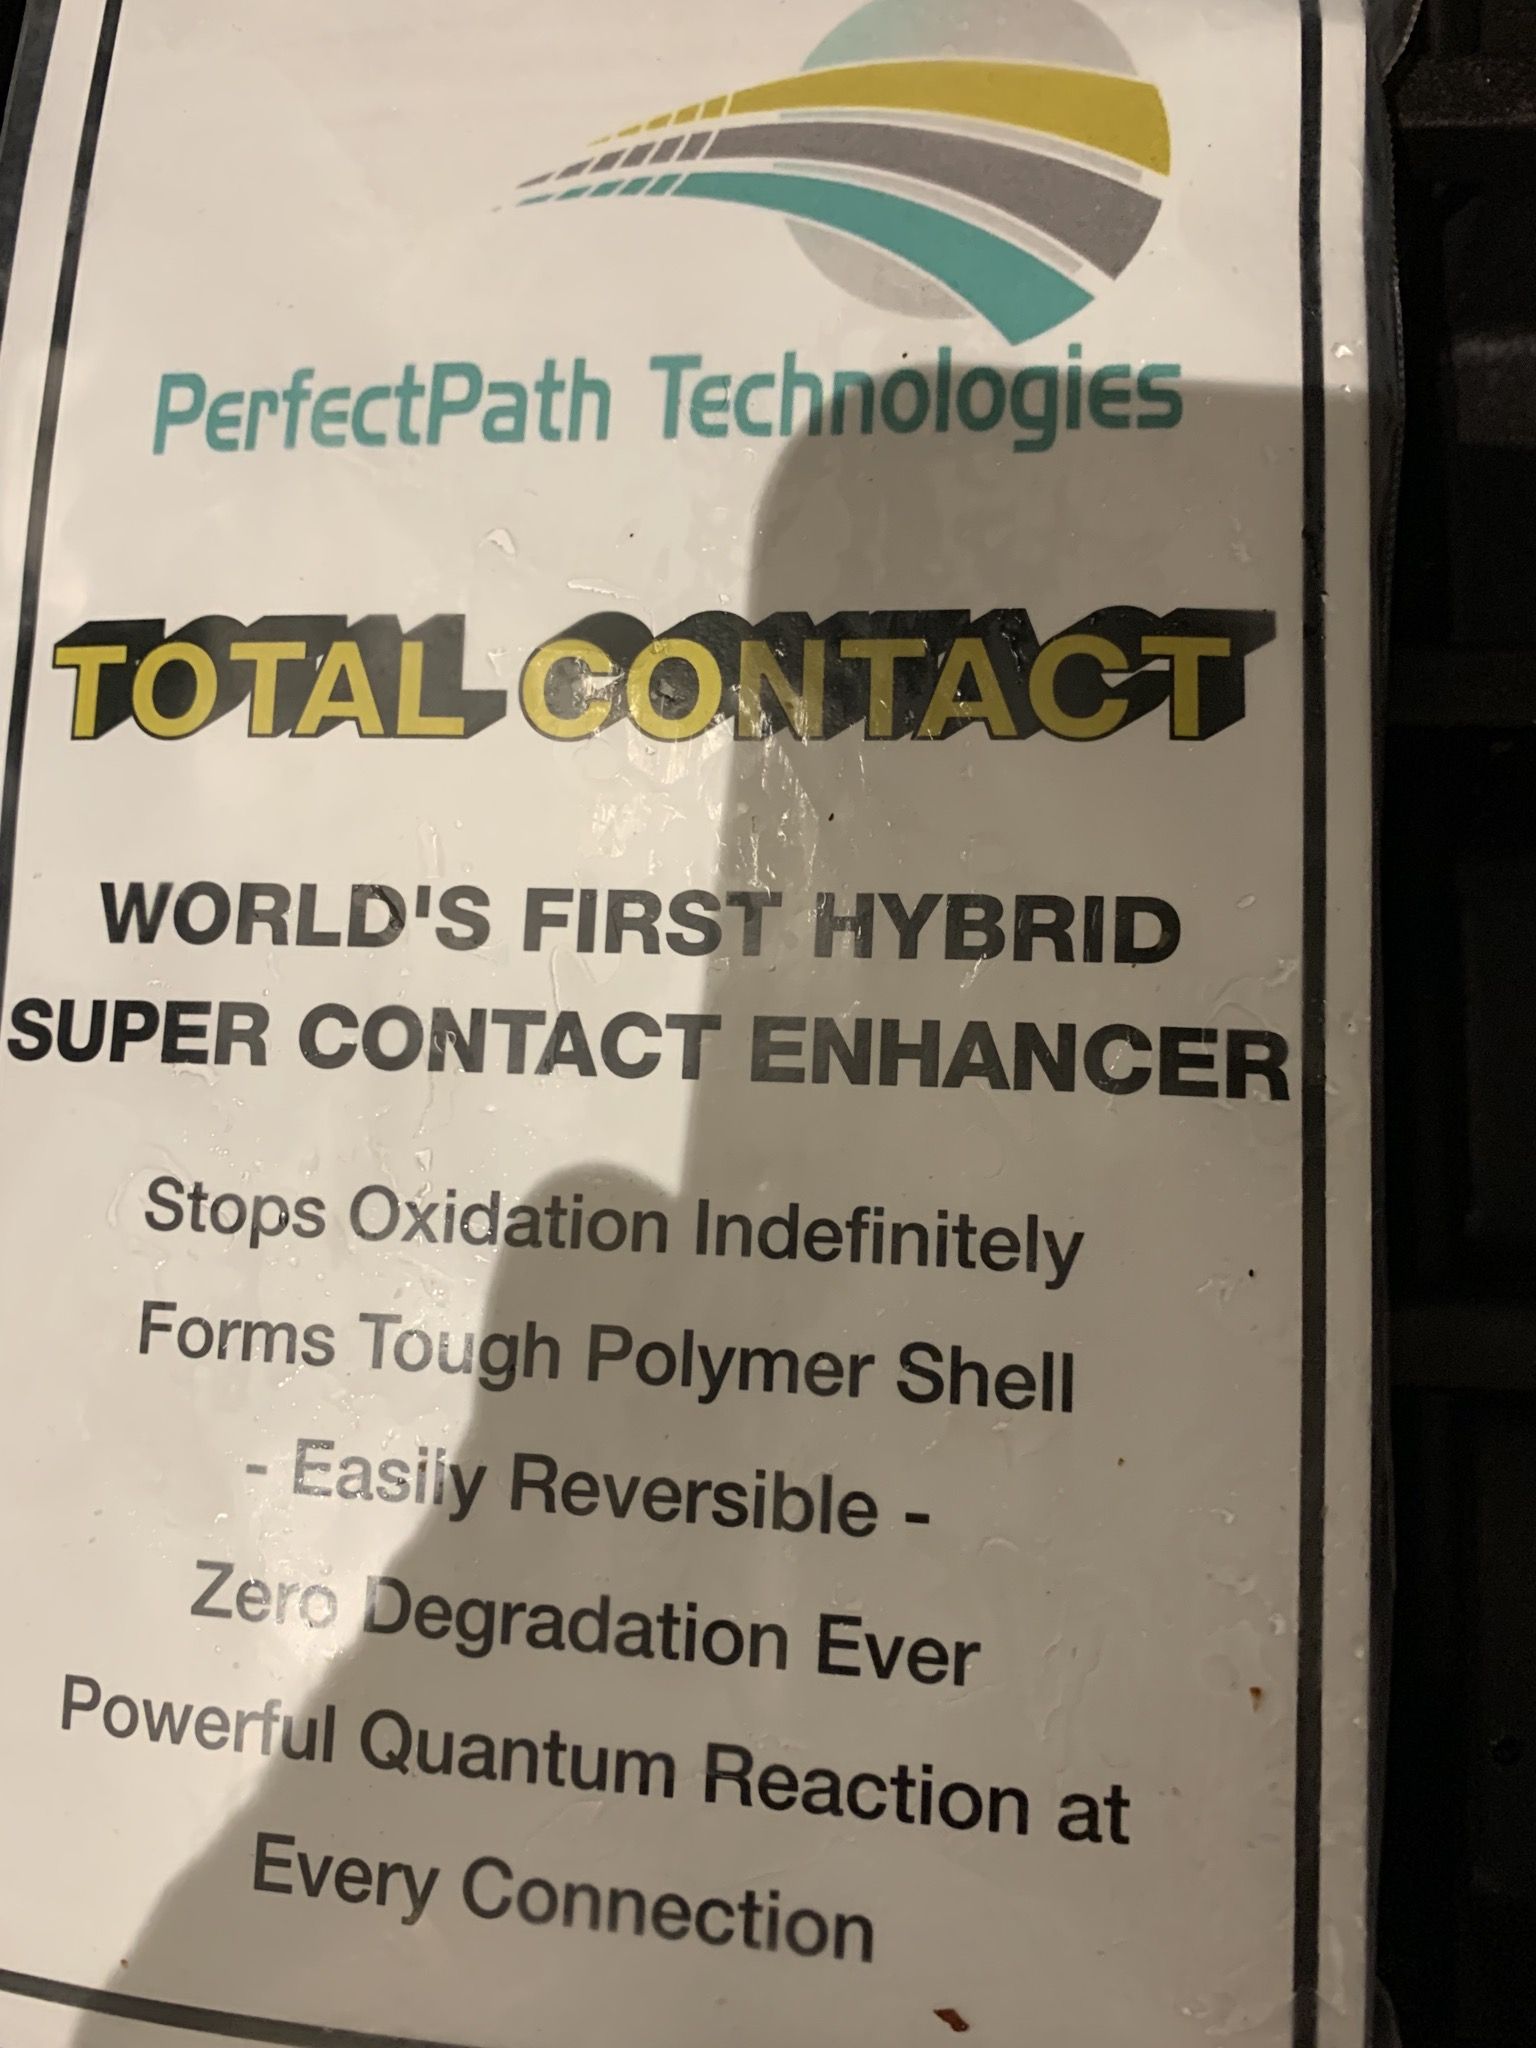 PerfectPath Technologies
TOTAL CONTACT
WORLD'S FIRST HYBRID
SUPER CONTACT ENHANCER
Stops Oxidation Indefinitely
Forms Tough Polymer Shell
- Easily Reversible -
Zero Degradation Ever
Powerful Quantum Reaction at
Every Connection